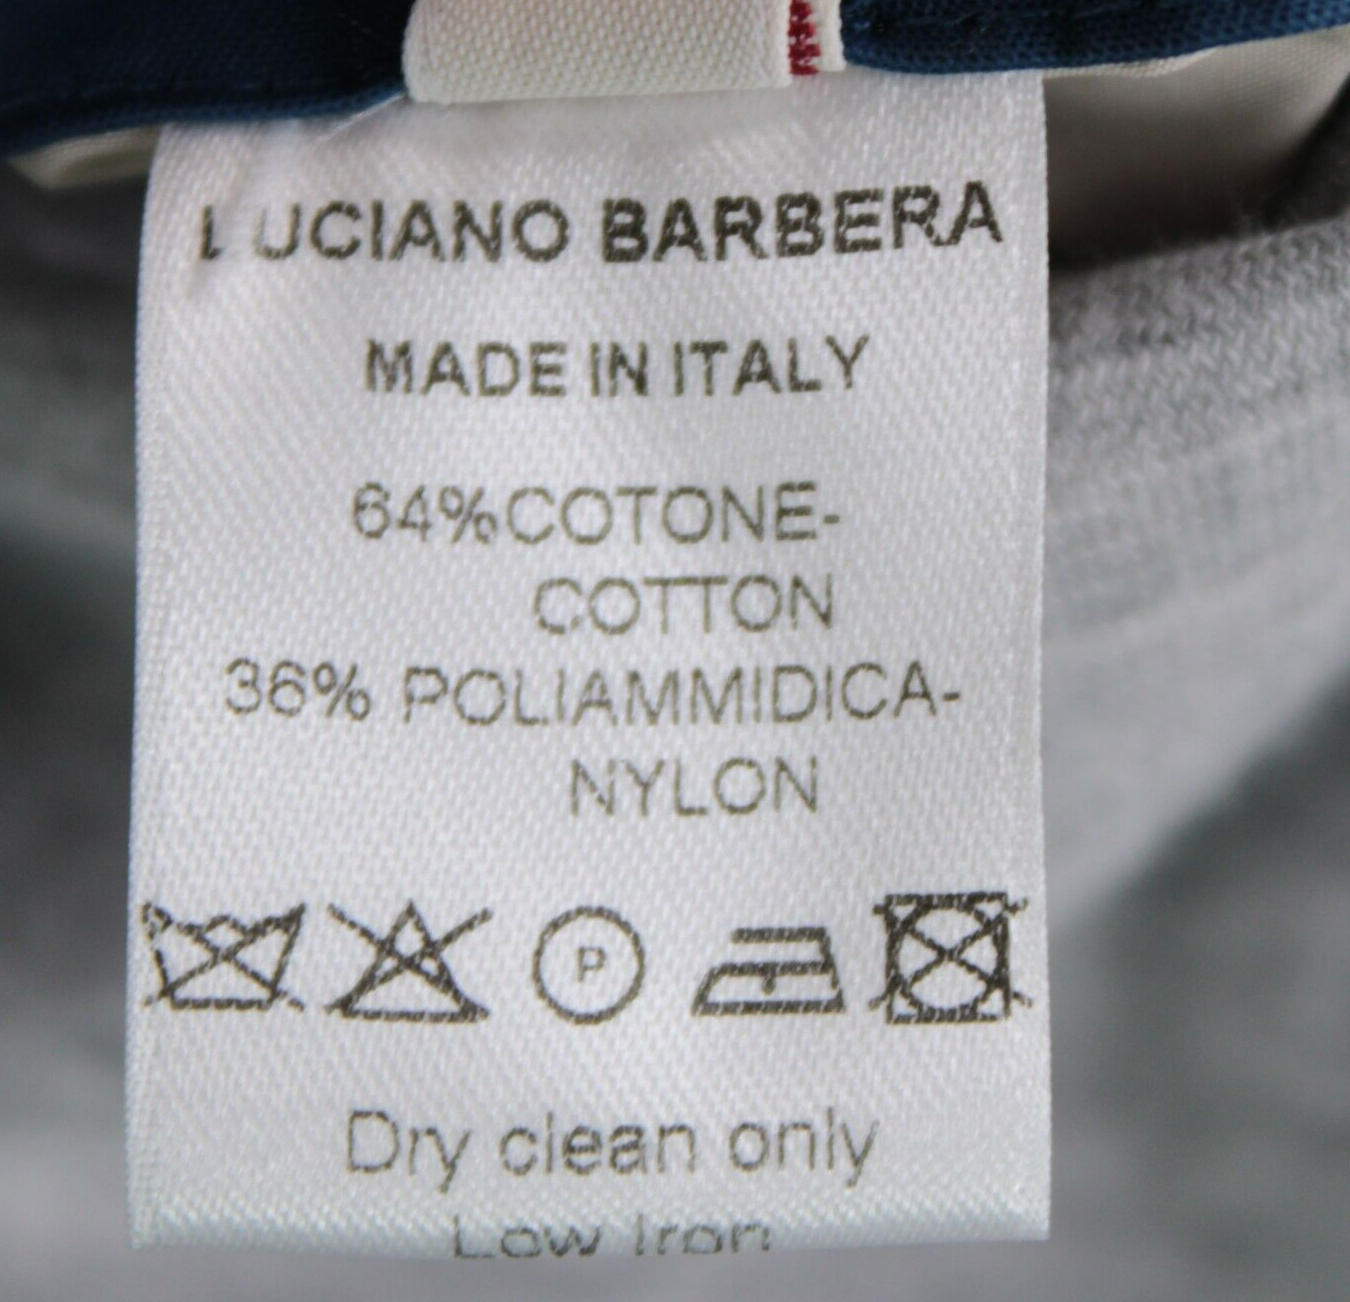 LUCIANO BARBERA
MADE IN ITALY
64%COTONE-
COTTON
36% POLIAMMIDICA-
NYLON
P
Dry clean only
Low Iron